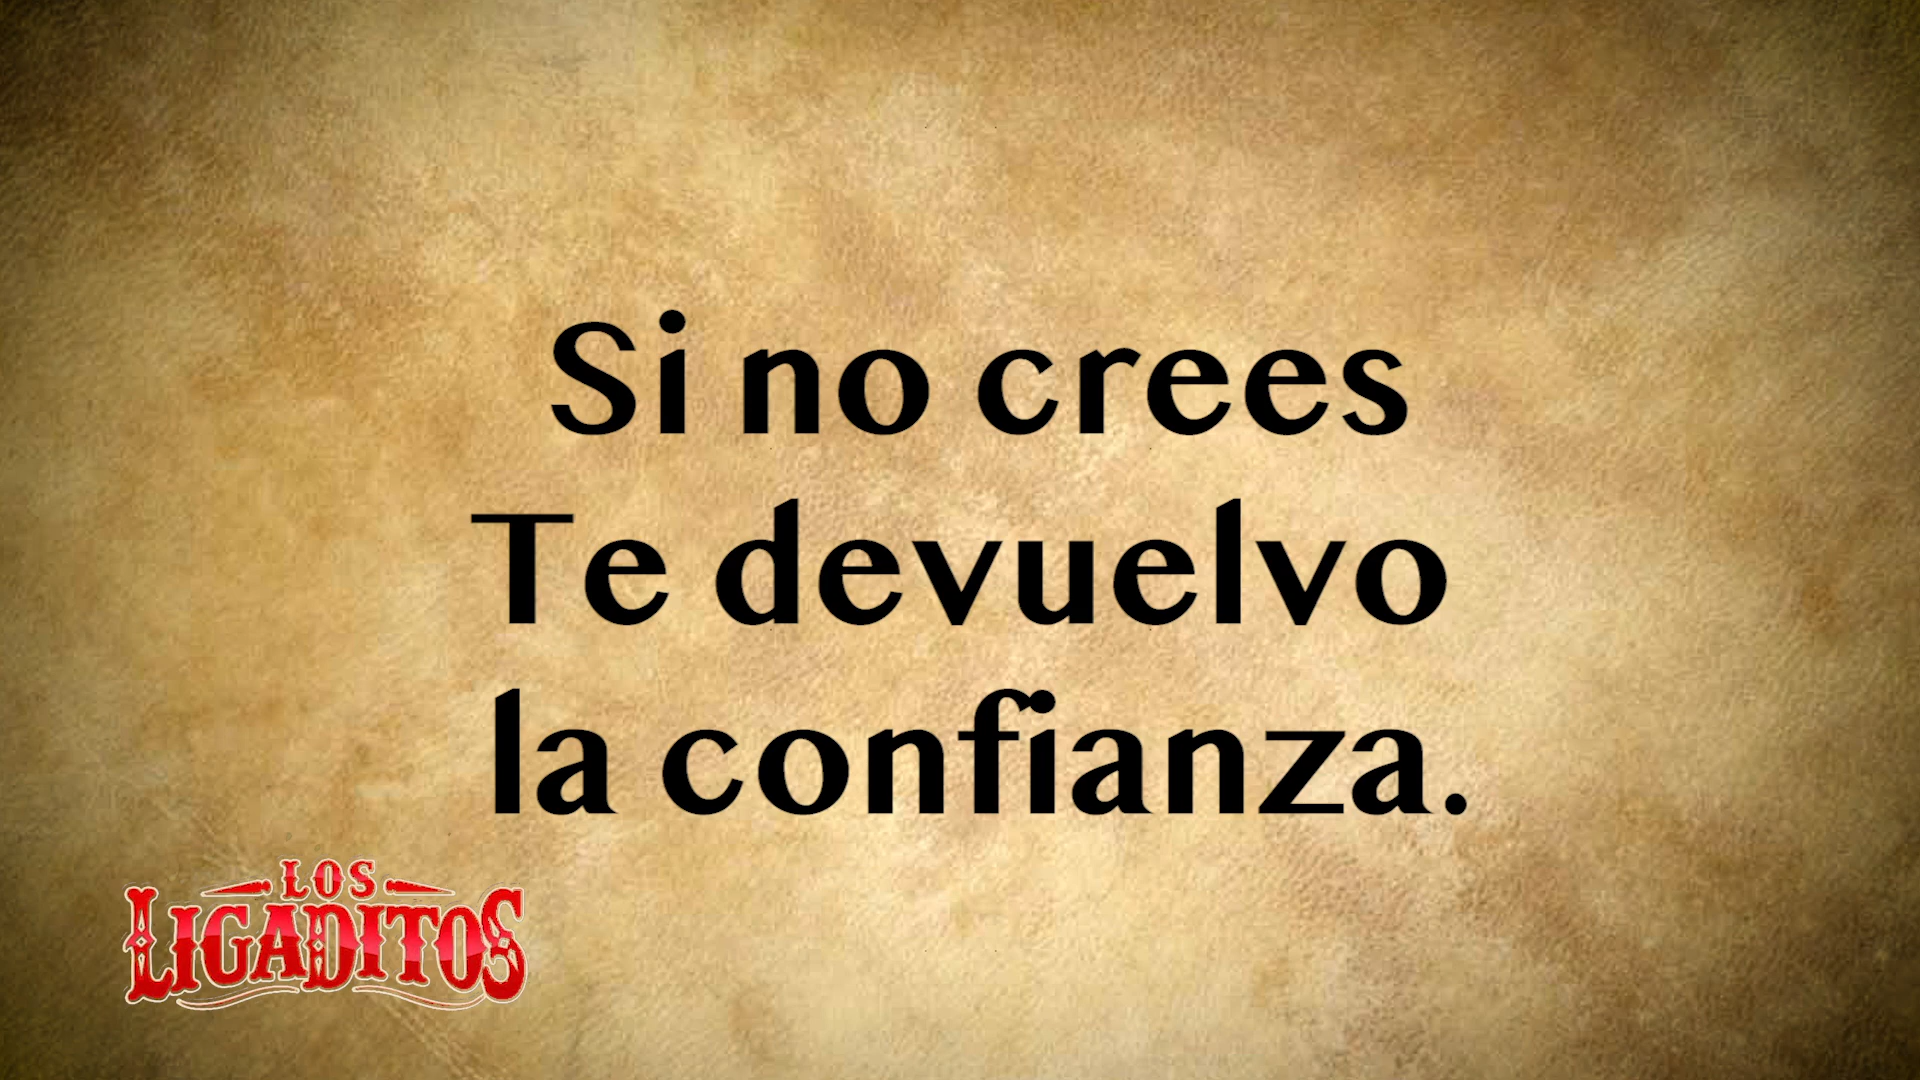 Si no crees
Te devuelvo
la confianza.
LOS
LIGADITOS